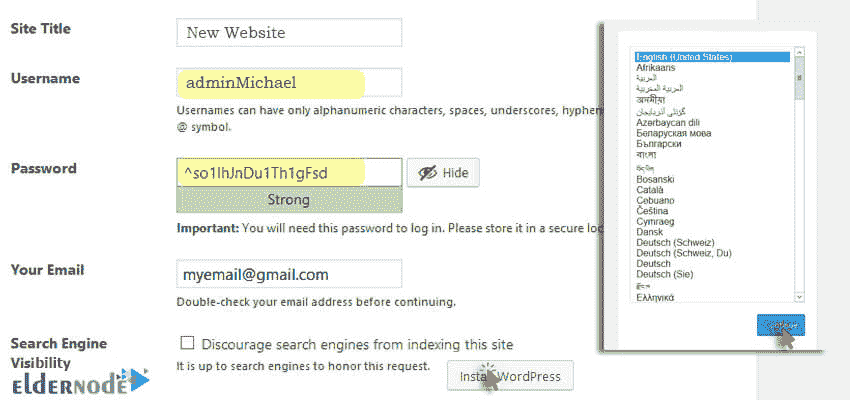 Site Title
New Website
Username
adminMichael
Usernames can have only alphanumeric characters, spaces, underscores, hyphen
@ symbol.
Password
^so1IhJnDu1Th1gFsd
Hide
Strong
Important: You will need this password to log in. Please store it in a secure loc
Your Email
myemail@gmail.com
Double-check your email address before continuing.
Search Engine
Visibility
Discourage search engines from indexing this site
It is up to search engines to honor this request.
Install WordPress
ELDERNODE
English (United States)
Afrikaans
العربية
العربية المغربية
অসমীয়া
گؤنئی آذربایجان
Azərbaycan dili
Беларуская мова
Български
বাংলা
Bosanski
Català
Cebuano
Čeština
Cymraeg
Dansk
Deutsch (Schweiz)
Deutsch (Schweiz, Du)
Deutsch
Deutsch (Sie)
Ελληνικά
Continue